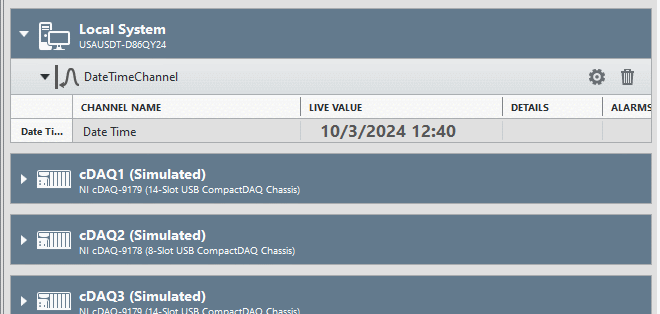 Local System
USAUSDT-D86QY24
DateTimeChannel
CHANNEL NAME LIVE VALUE DETAILS ALARMS
Date Ti... Date Time 10/3/2024 12:40
cDAQ1 (Simulated)
NI cDAQ-9179 (14-Slot USB CompactDAQ Chassis)
cDAQ2 (Simulated)
NI cDAQ-9178 (8-Slot USB CompactDAQ Chassis)
cDAQ3 (Simulated)
NI cDAQ-9179 (14-Slot USB CompactDAQ Chassis)